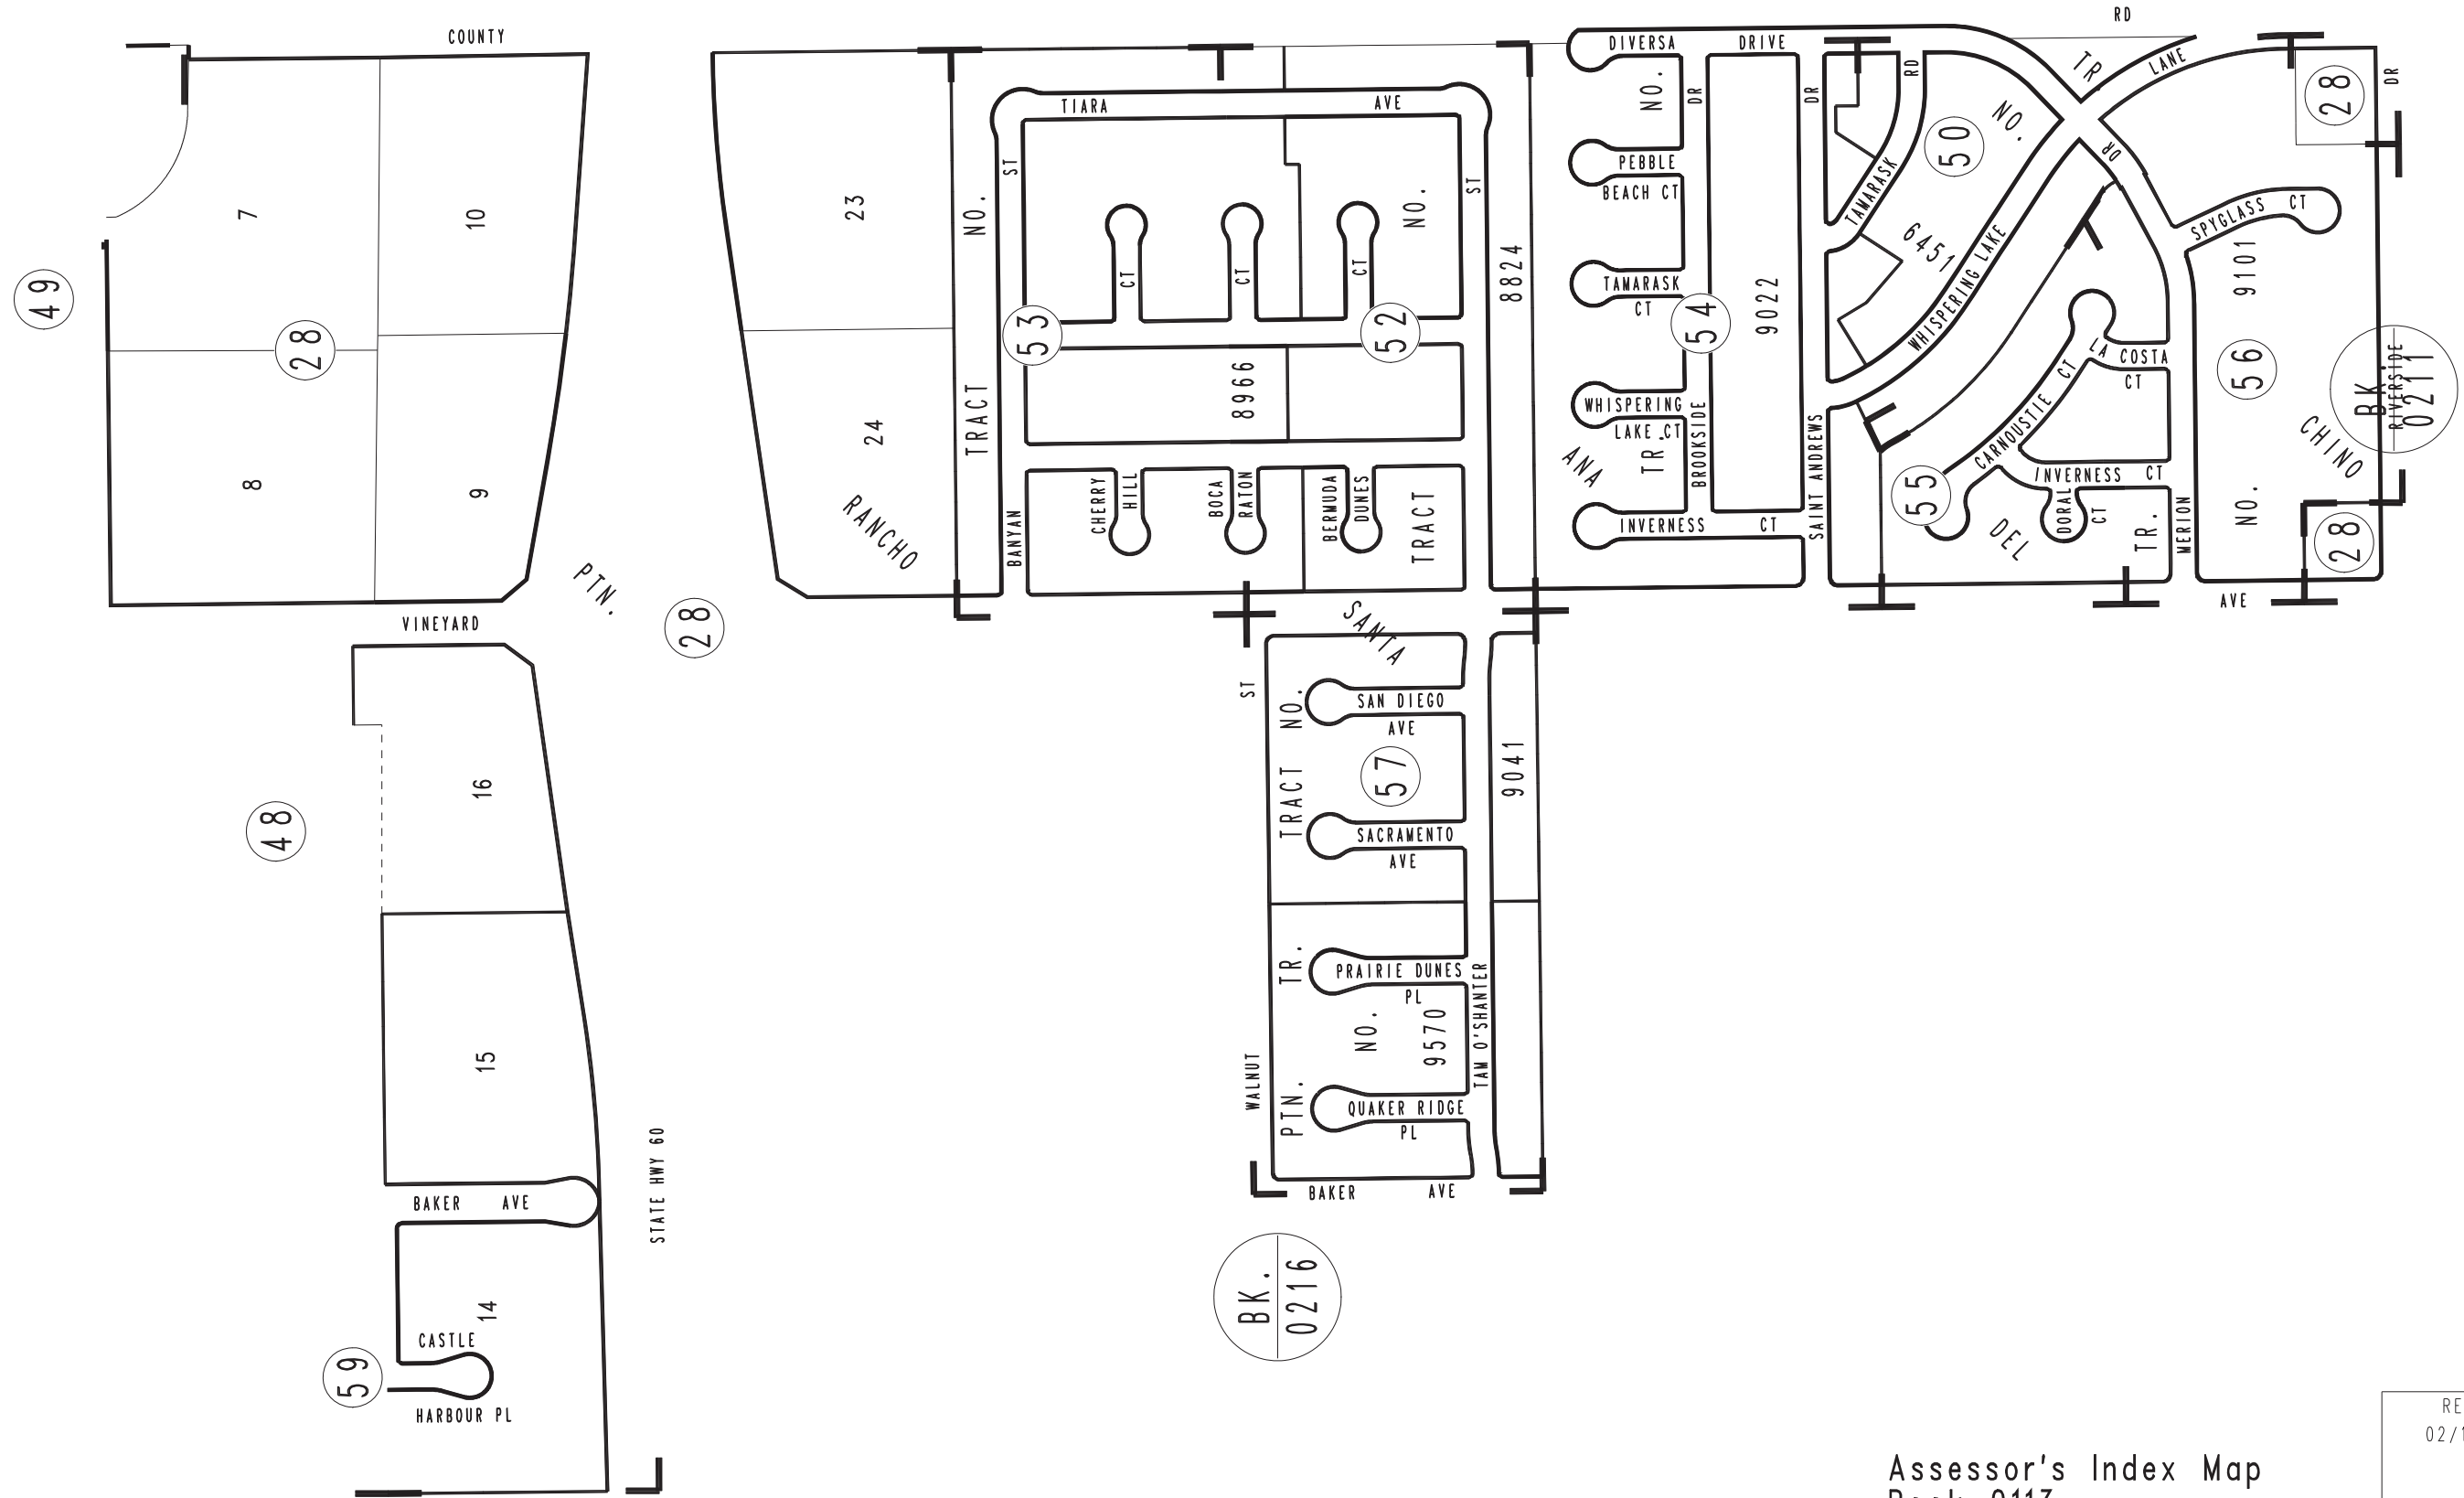 COUNTY
7
10
8
9
49
28
VINEYARD
PTN.
28
16
48
15
BAKER AVE
STATE HWY 60
14
CASTLE
HARBOUR PL
59
23
24
RANCHO
TRACT NO.
8966
TIARA AVE
BANYAN ST
53
52
CT
CT
CT
CHERRY
HILL
BOCA
RATON
BERMUDA
DUNES
TRACT NO.
8824
ST
SANTA
ST
WALNUT
TRACT NO.
9041
SAN DIEGO
AVE
57
SACRAMENTO
AVE
PTN. TR.
NO.
9570
PRAIRIE DUNES
PL
TAM O'SHANTER
QUAKER RIDGE
PL
BAKER AVE
BK.
0216
DIVERSA DRIVE
TR. NO.
9022
PEBBLE
BEACH CT
TAMARASK
CT
54
WHISPERING
LAKE CT
BROOKSIDE DR
ANA
INVERNESS CT
SAINT ANDREWS DR
TAMARASK RD
50
TR NO.
6451
RD
WHISPERING LAKE LANE
DR
SPYGLASS CT
28
DR
RIVERSIDE
9101
56
BK.
0211
CHINO
LA COSTA
CT
CARNOUSTIE CT
55
INVERNESS CT
DORAL
CT
DEL
TR.
NO.
MERION
28
AVE
RE
02/1
Assessor's Index Map